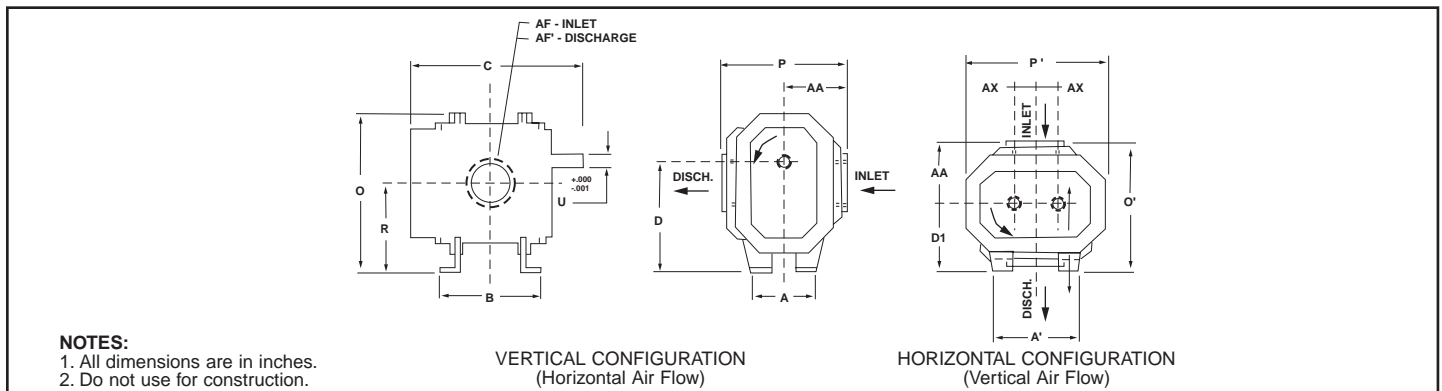 AF - INLET
AF' - DISCHARGE
C
O
R
U
+.000
-.001
B
P
AA
DISCH.
INLET
D
A
P '
AX
AX
INLET
AA
D1
O'
DISCH.
A'
NOTES:
1. All dimensions are in inches.
2. Do not use for construction.
VERTICAL CONFIGURATION
(Horizontal Air Flow)
HORIZONTAL CONFIGURATION
(Vertical Air Flow)